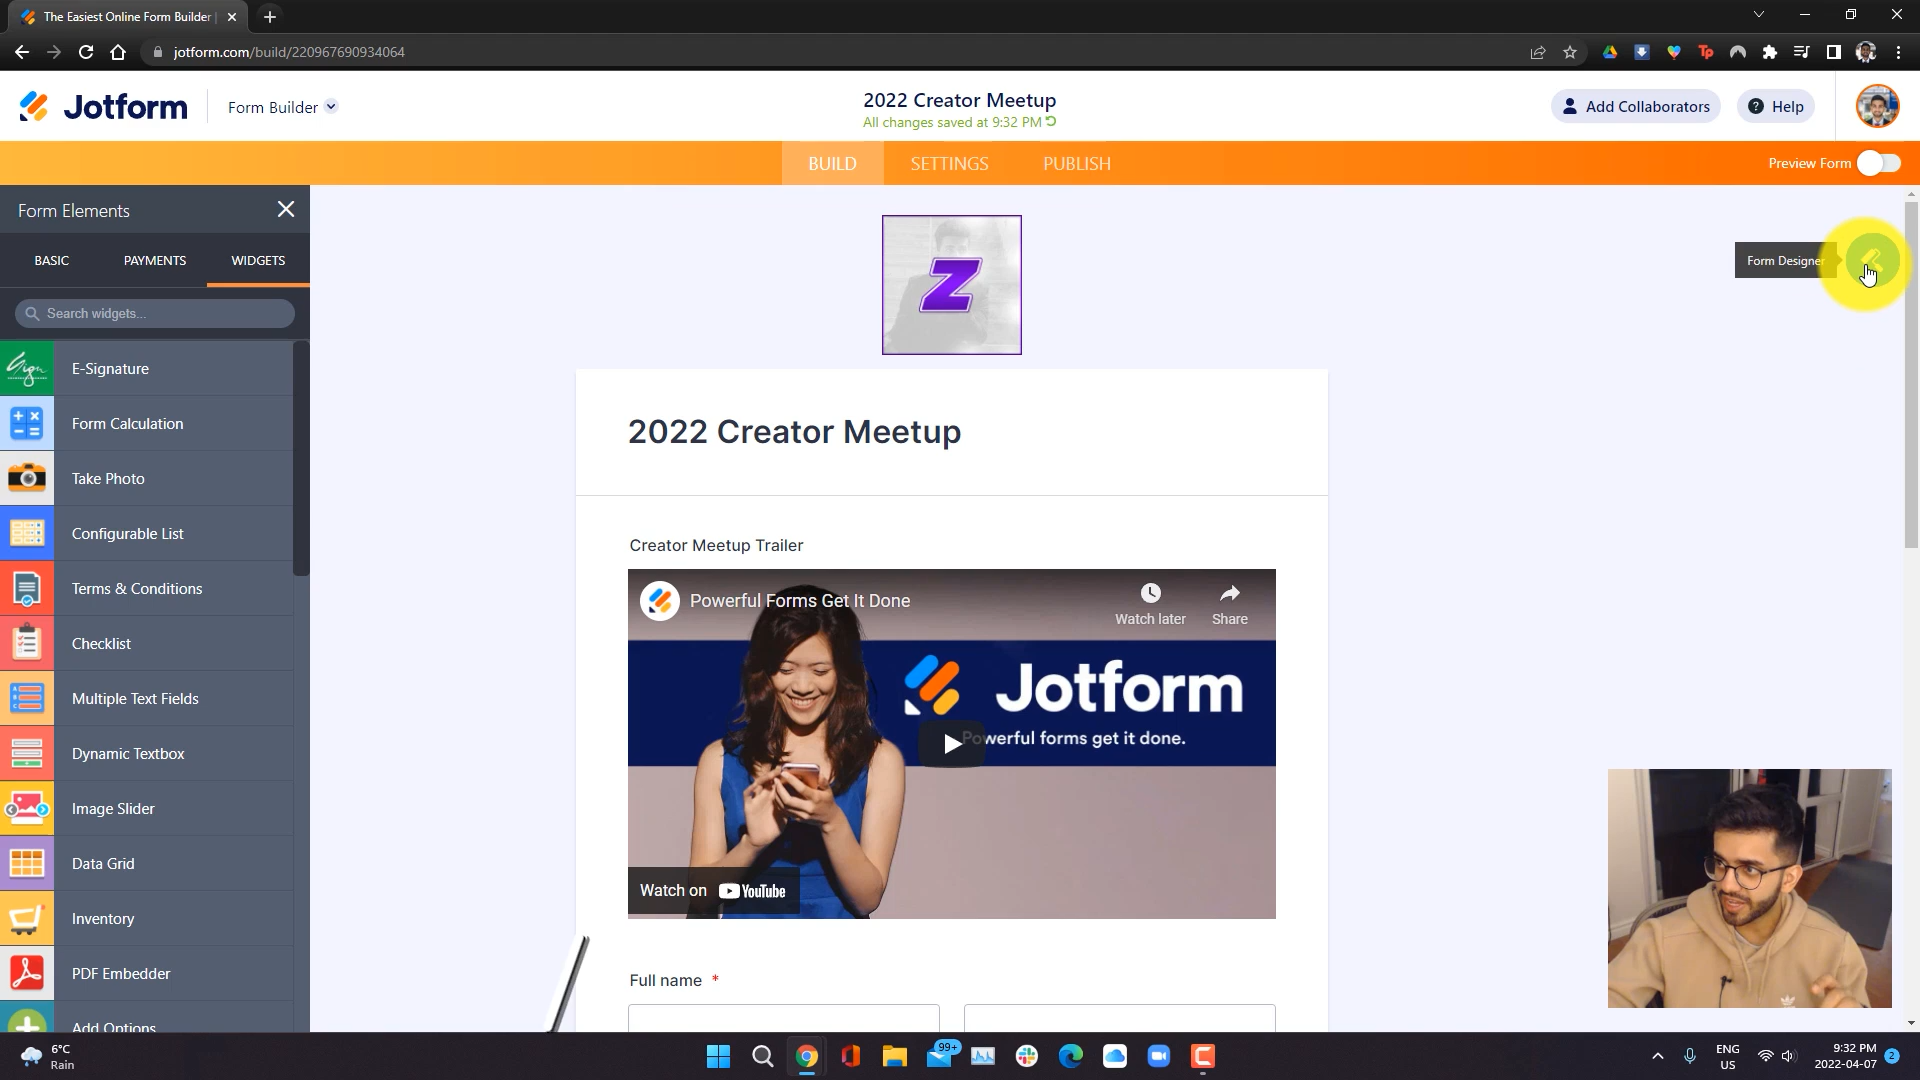 The Easiest Online Form Builder |
jotform.com/build/220967690934064
Tp
Jotform
Form Builder
2022 Creator Meetup
All changes saved at 9:32 PM
Add Collaborators
? Help
BUILD
SETTINGS
PUBLISH
Preview Form
Form Elements
BASIC
PAYMENTS
WIDGETS
Search widgets...
Form Designer
Z
Sign
E-Signature
Form Calculation
Take Photo
Configurable List
Terms & Conditions
Checklist
Multiple Text Fields
Dynamic Textbox
Image Slider
Data Grid
Inventory
PDF Embedder
Add Options
2022 Creator Meetup
Creator Meetup Trailer
Powerful Forms Get It Done
Watch later
Share
Jotform
Powerful forms get it done.
Watch on YouTube
Full name *
6°C
Rain
99+
ENG
US
9:32 PM
2022-04-07
2